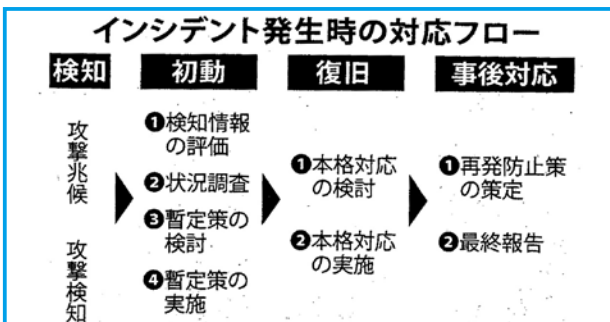 インシデント発生時の対応フロー
検知
攻撃兆候
攻撃検知
初動
❶検知情報
の評価
❷状況調査
❸暫定策の
検討
❹暫定策の
実施
復旧
❶本格対応
の検討
❷本格対応
の実施
事後対応
❶再発防止策
の策定
❷最終報告